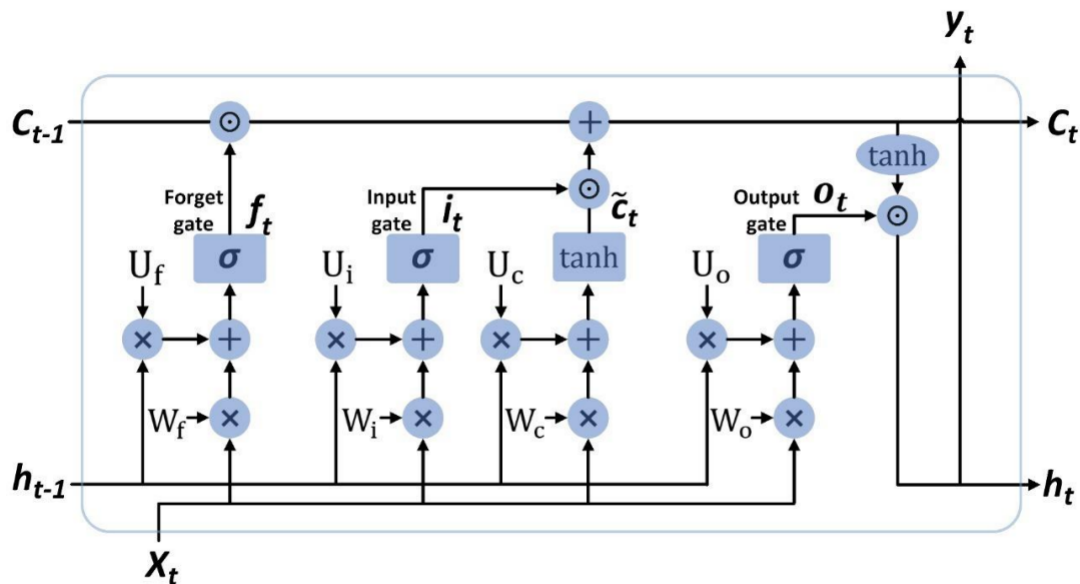 y_t
C_{t-1}
C_t
tanh
Forget gate
f_t
Input gate
i_t
c̃_t
Output gate
o_t
U_f
σ
U_i
σ
U_c
tanh
U_o
σ
W_f
W_i
W_c
W_o
h_{t-1}
h_t
X_t